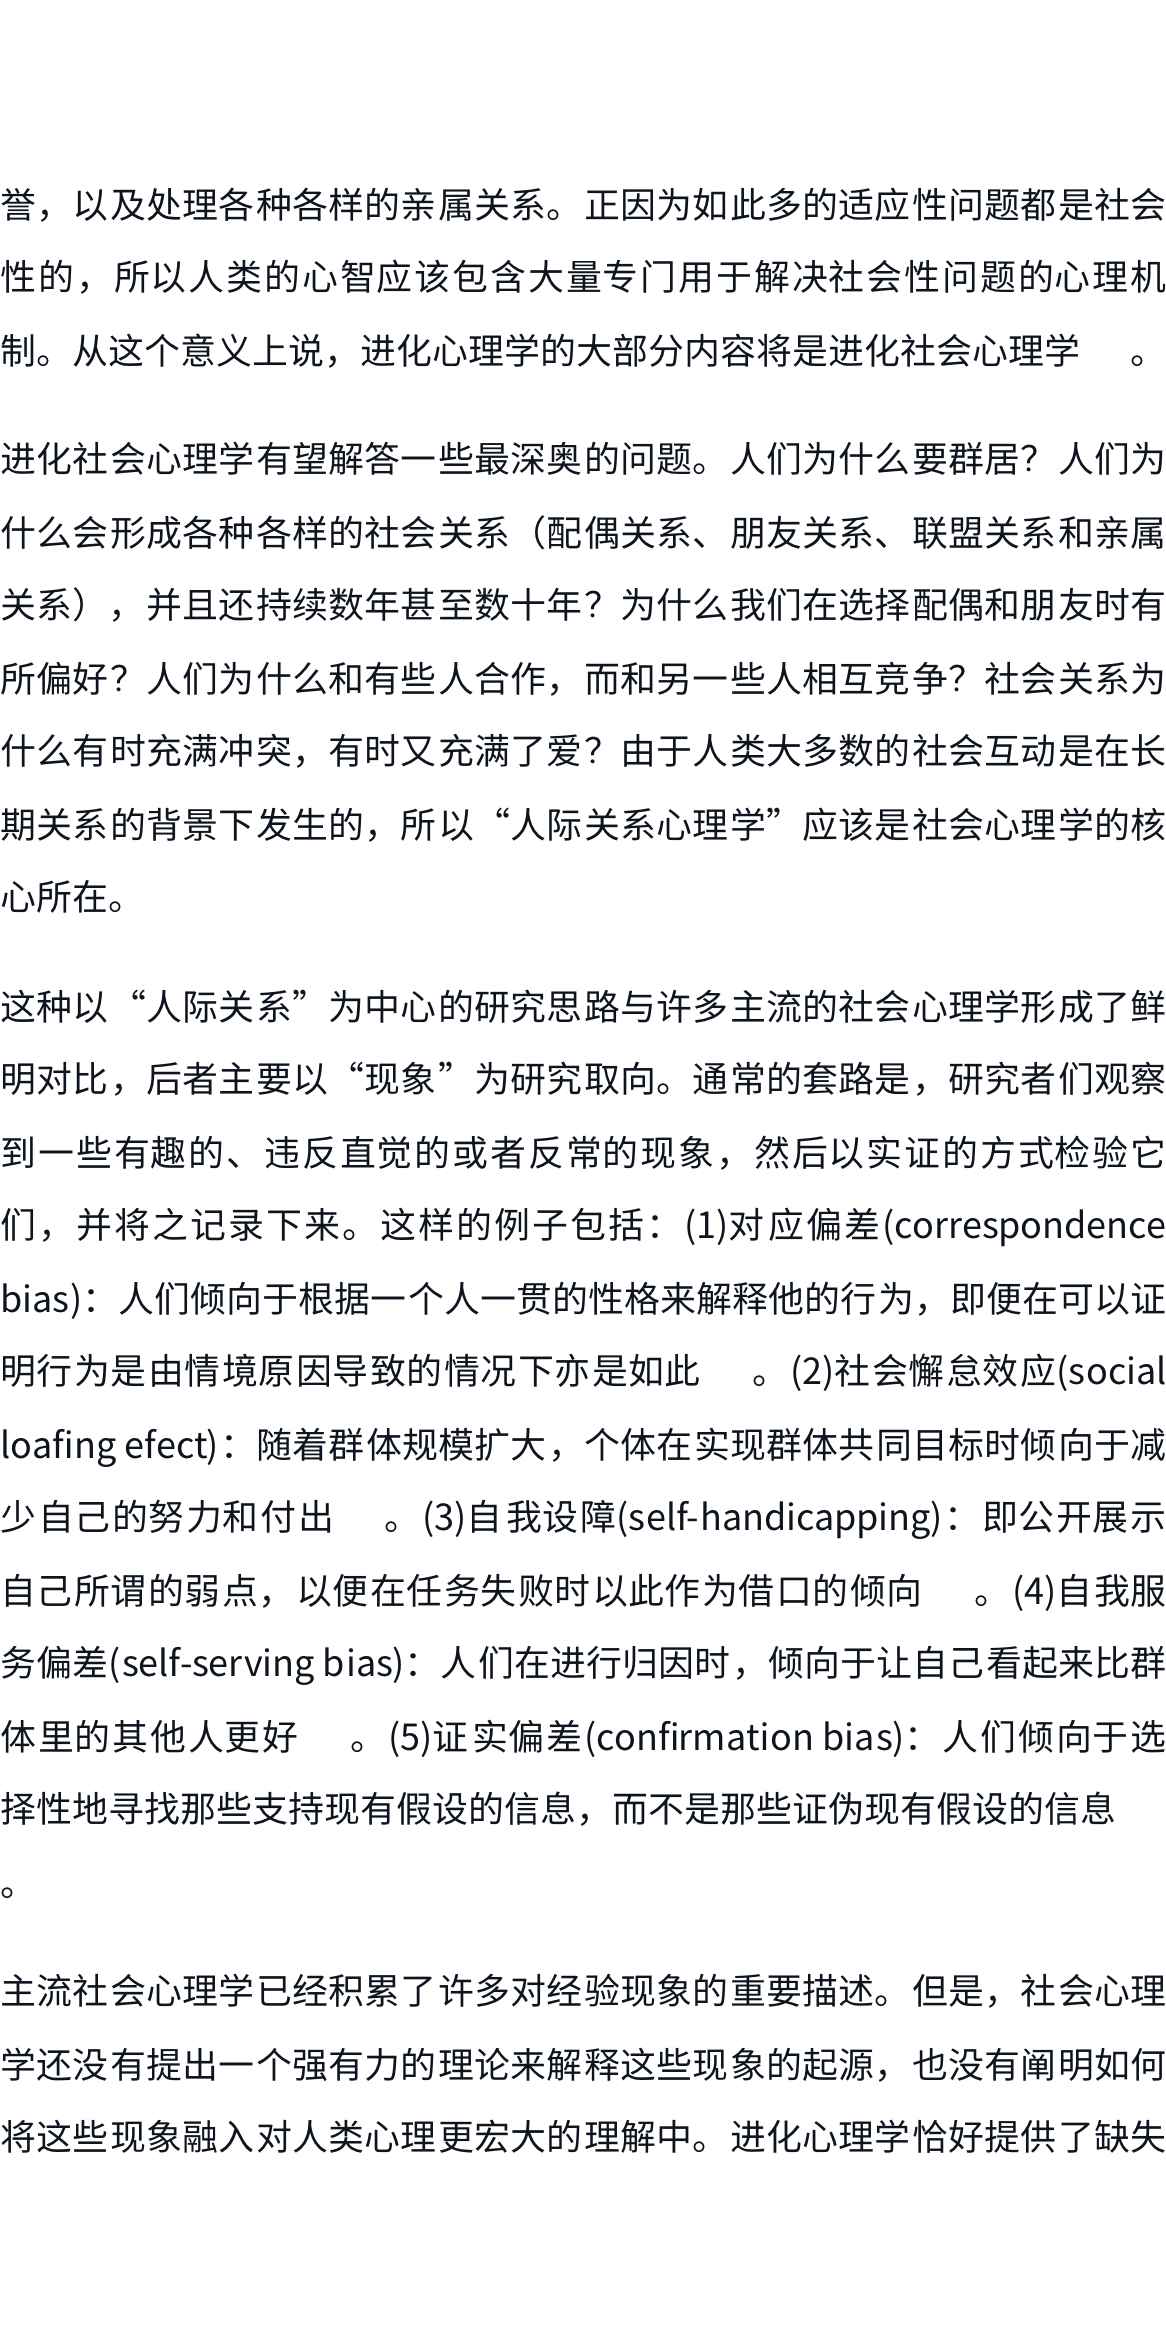 誉，以及处理各种各样的亲属关系。正因为如此多的适应性问题都是社会
性的，所以人类的心智应该包含大量专门用于解决社会性问题的心理机
制。从这个意义上说，进化心理学的大部分内容将是进化社会心理学 。
进化社会心理学有望解答一些最深奥的问题。人们为什么要群居？人们为
什么会形成各种各样的社会关系（配偶关系、朋友关系、联盟关系和亲属
关系），并且还持续数年甚至数十年？为什么我们在选择配偶和朋友时有
所偏好？人们为什么和有些人合作，而和另一些人相互竞争？社会关系为
什么有时充满冲突，有时又充满了爱？由于人类大多数的社会互动是在长
期关系的背景下发生的，所以“人际关系心理学”应该是社会心理学的核
心所在。
这种以“人际关系”为中心的研究思路与许多主流的社会心理学形成了鲜
明对比，后者主要以“现象”为研究取向。通常的套路是，研究者们观察
到一些有趣的、违反直觉的或者反常的现象，然后以实证的方式检验它
们，并将之记录下来。这样的例子包括：(1)对应偏差(correspondence
bias)：人们倾向于根据一个人一贯的性格来解释他的行为，即便在可以证
明行为是由情境原因导致的情况下亦是如此 。(2)社会懈怠效应(social
loafing efect)：随着群体规模扩大，个体在实现群体共同目标时倾向于减
少自己的努力和付出 。(3)自我设障(self-handicapping)：即公开展示
自己所谓的弱点，以便在任务失败时以此作为借口的倾向 。(4)自我服
务偏差(self-serving bias)：人们在进行归因时，倾向于让自己看起来比群
体里的其他人更好 。(5)证实偏差(confirmation bias)：人们倾向于选
择性地寻找那些支持现有假设的信息，而不是那些证伪现有假设的信息
。
主流社会心理学已经积累了许多对经验现象的重要描述。但是，社会心理
学还没有提出一个强有力的理论来解释这些现象的起源，也没有阐明如何
将这些现象融入对人类心理更宏大的理解中。进化心理学恰好提供了缺失